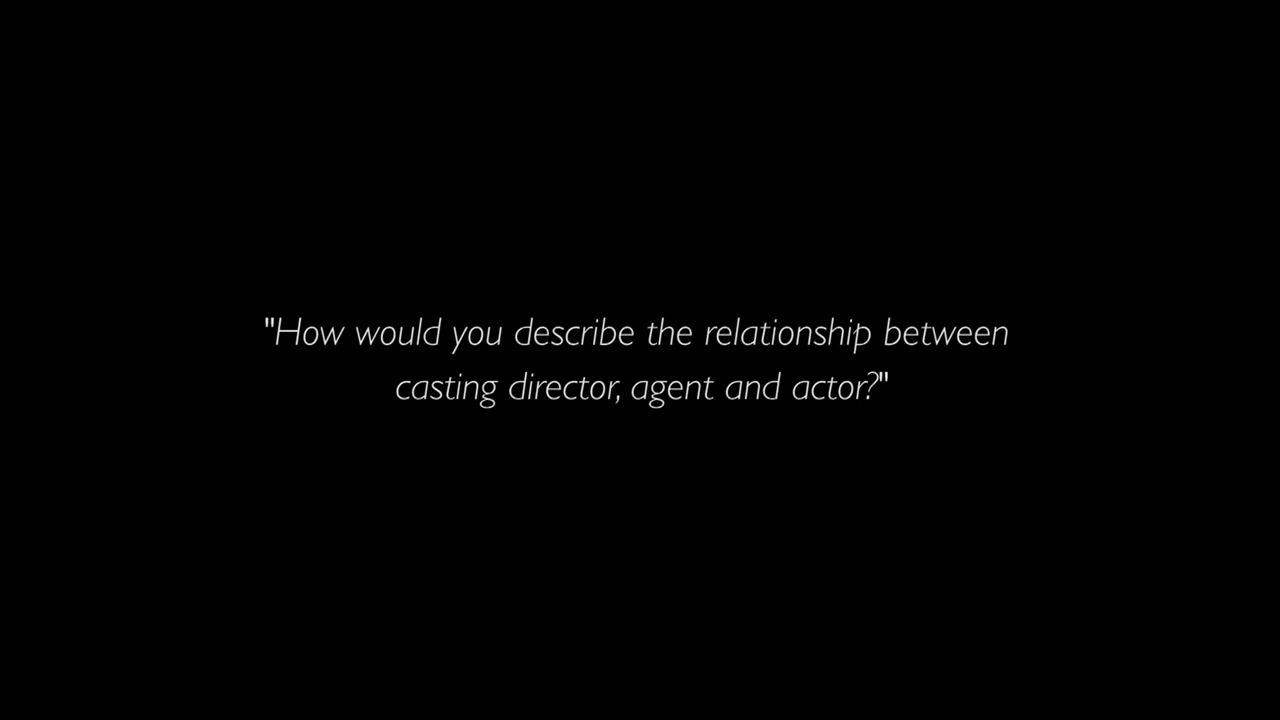 "How would you describe the relationship between
casting director, agent and actor?"